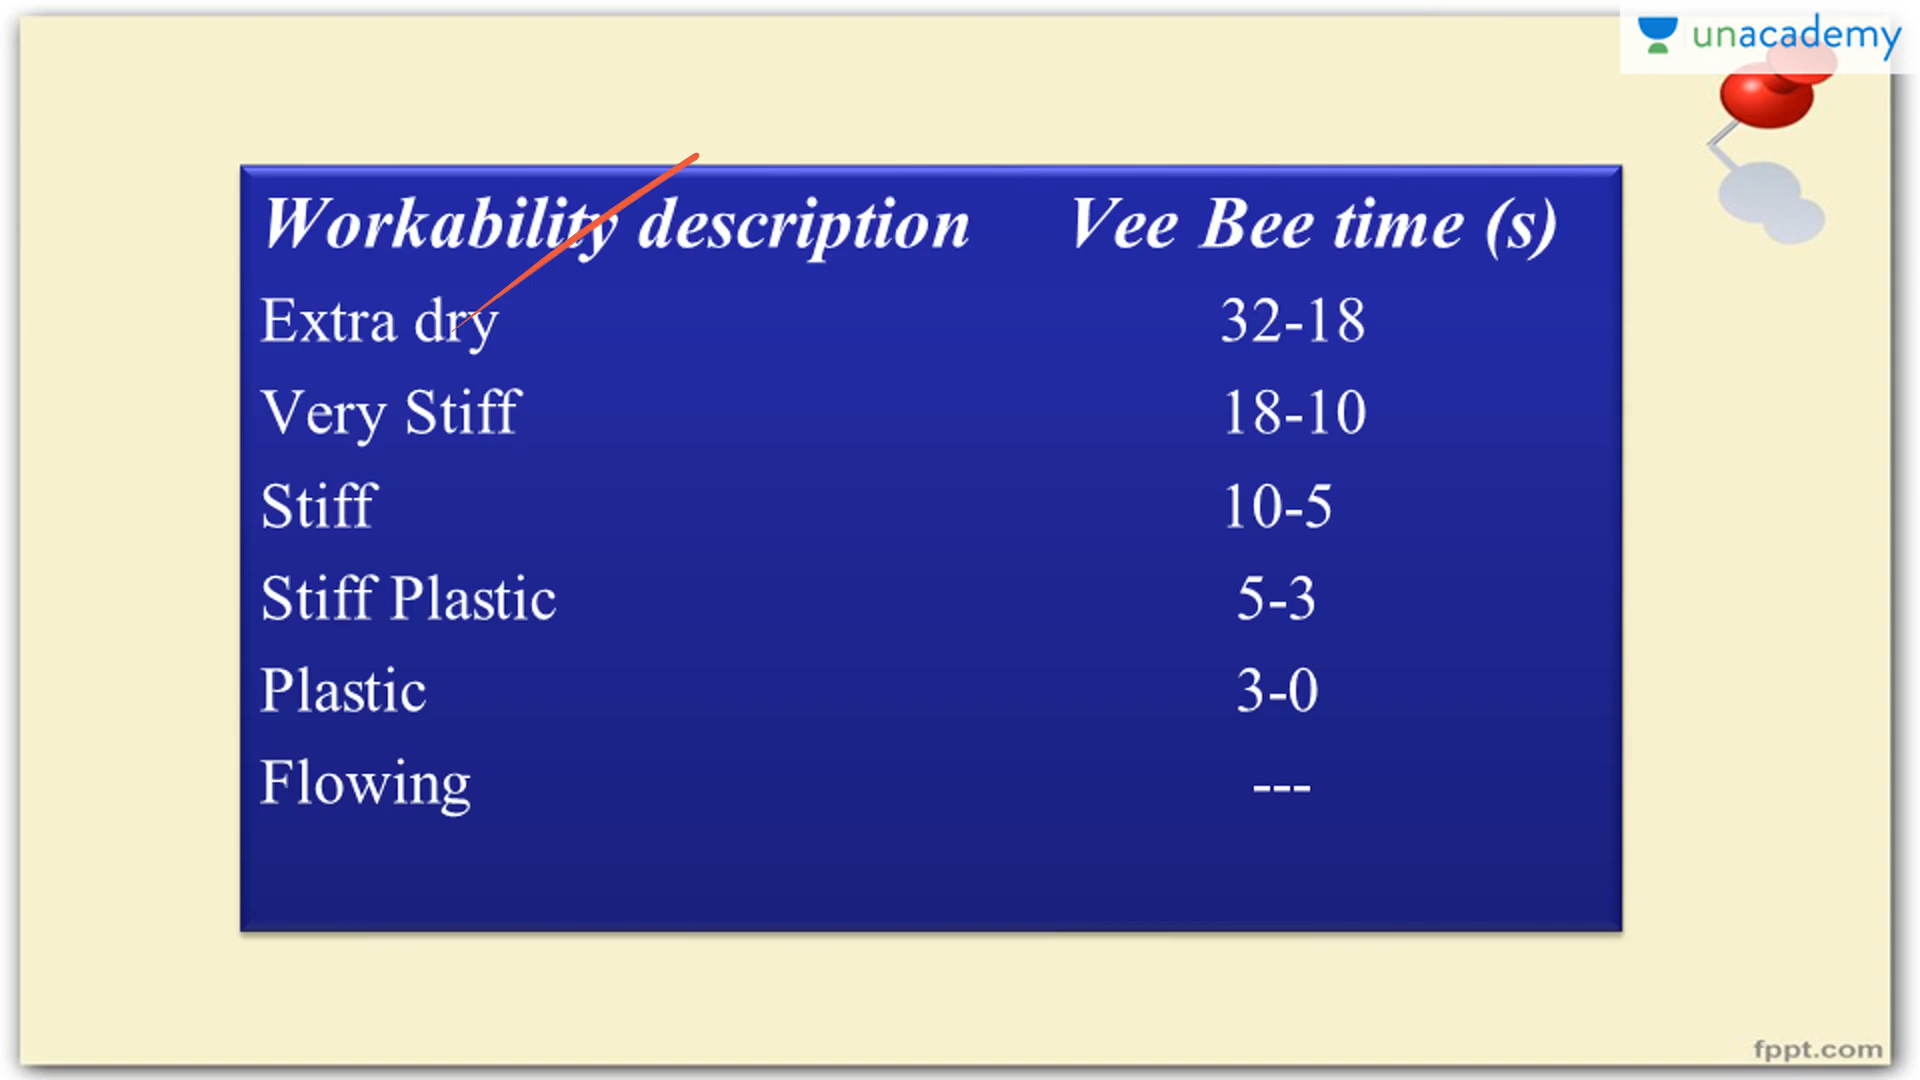 unacademy
Workability description Vee Bee time (s)
Extra dry 32-18
Very Stiff 18-10
Stiff 10-5
Stiff Plastic 5-3
Plastic 3-0
Flowing ---
fppt.com